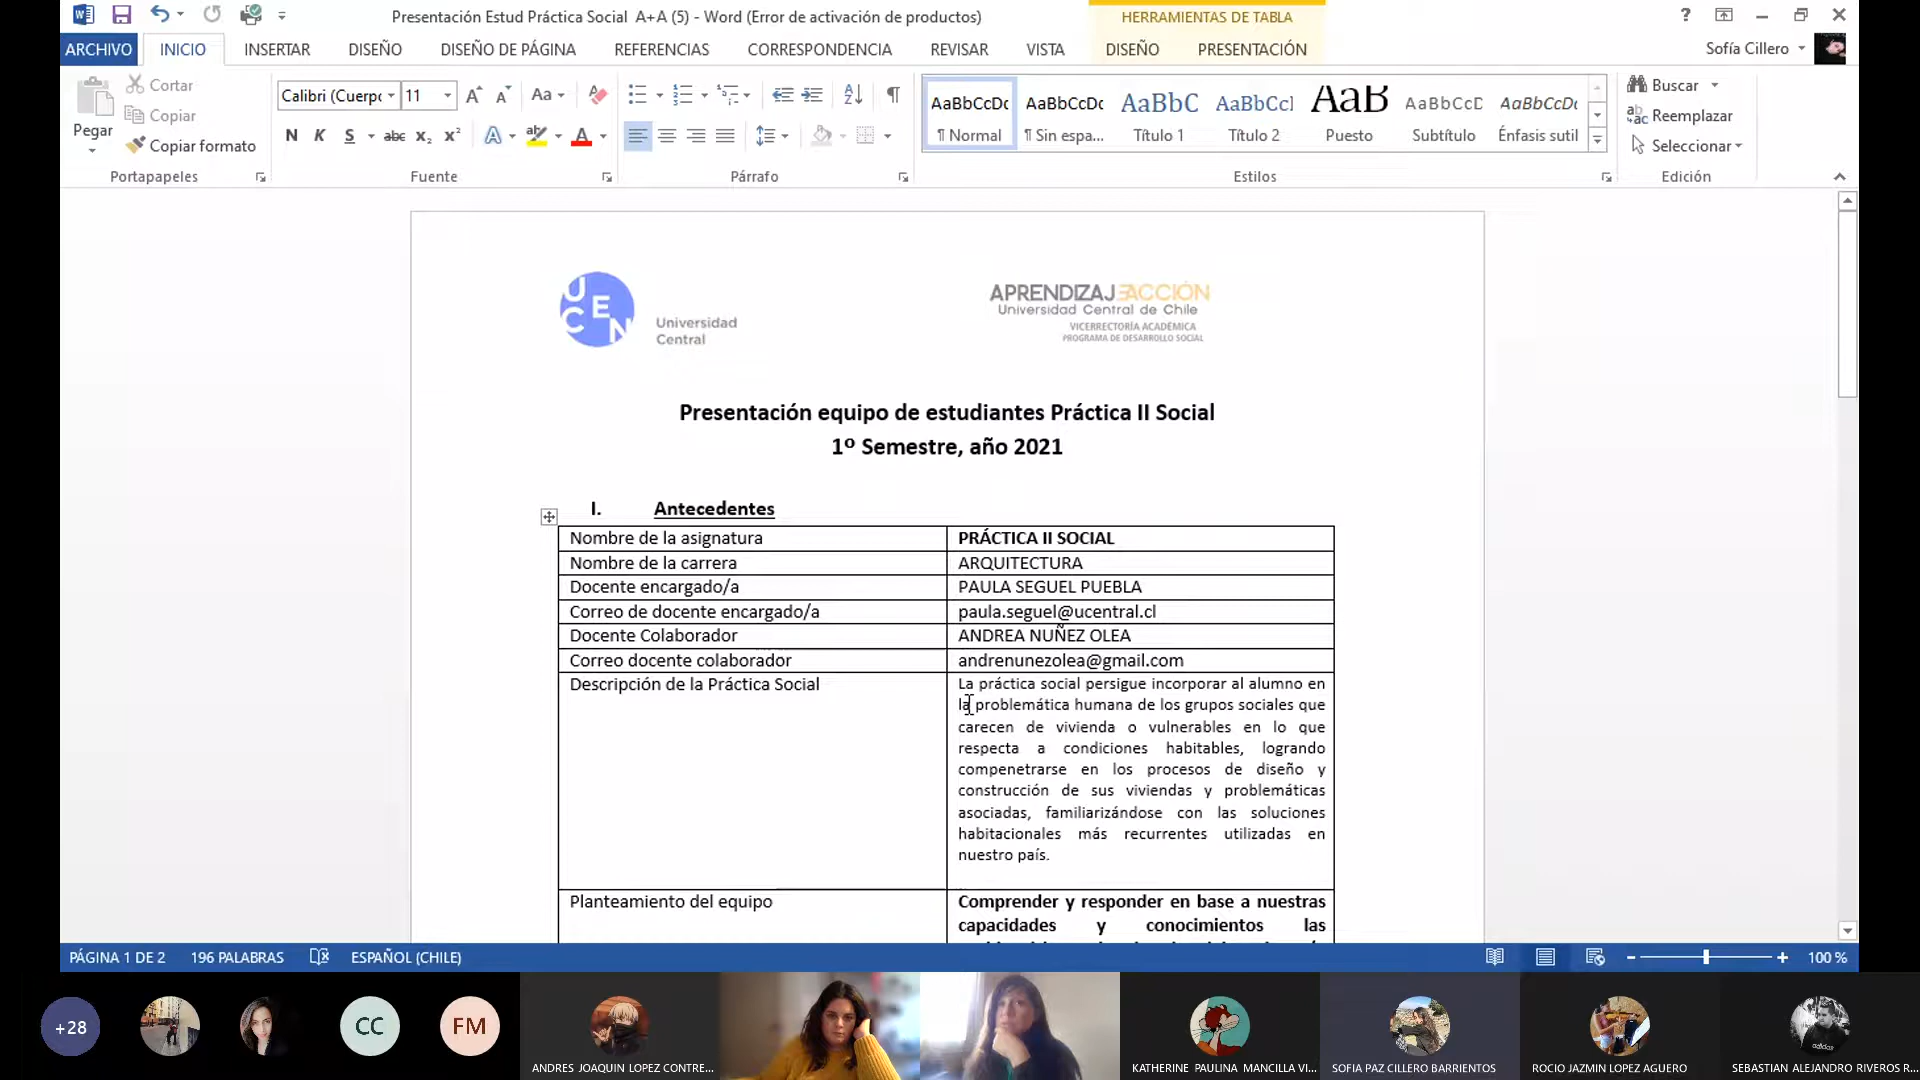 Presentación Estud Práctica Social  A+A (5) - Word (Error de activación de productos)
HERRAMIENTAS DE TABLA
?
ARCHIVO
INICIO
INSERTAR
DISEÑO
DISEÑO DE PÁGINA
REFERENCIAS
CORRESPONDENCIA
REVISAR
VISTA
DISEÑO
PRESENTACIÓN
Sofía Cillero
Pegar
Cortar
Copiar
Copiar formato
Portapapeles
Calibri (Cuerpo
11
Aa
N K S abc x₂ x² A ab A
Fuente
Párrafo
AaBbCcDc
¶ Normal
AaBbCcDc
¶ Sin espa...
AaBbC
Título 1
AaBbCcI
Título 2
AaB
Puesto
AaBbCcD
Subtítulo
AaBbCcDc
Énfasis sutil
Estilos
Buscar
Reemplazar
Seleccionar
Edición
UCEN
Universidad
Central
APRENDIZAJEACCIÓN
Universidad Central de Chile
VICERRECTORÍA ACADÉMICA
PROGRAMA DE DESARROLLO SOCIAL
Presentación equipo de estudiantes Práctica II Social
1º Semestre, año 2021
I. Antecedentes
Nombre de la asignatura
PRÁCTICA II SOCIAL
Nombre de la carrera
ARQUITECTURA
Docente encargado/a
PAULA SEGUEL PUEBLA
Correo de docente encargado/a
paula.seguel@ucentral.cl
Docente Colaborador
ANDREA NUÑEZ OLEA
Correo docente colaborador
andrenunezolea@gmail.com
Descripción de la Práctica Social
La práctica social persigue incorporar al alumno en
la problemática humana de los grupos sociales que
carecen de vivienda o vulnerables en lo que
respecta a condiciones habitables, logrando
compenetrarse en los procesos de diseño y
construcción de sus viviendas y problemáticas
asociadas, familiarizándose con las soluciones
habitacionales más recurrentes utilizadas en
nuestro país.
Planteamiento del equipo
Comprender y responder en base a nuestras
capacidades y conocimientos las
PÁGINA 1 DE 2
196 PALABRAS
ESPAÑOL (CHILE)
100 %
+28
CC
FM
ANDRES JOAQUIN LOPEZ CONTRE...
KATHERINE PAULINA MANCILLA VI...
SOFIA PAZ CILLERO BARRIENTOS
ROCIO JAZMIN LOPEZ AGUERO
SEBASTIAN ALEJANDRO RIVEROS R...
adidas